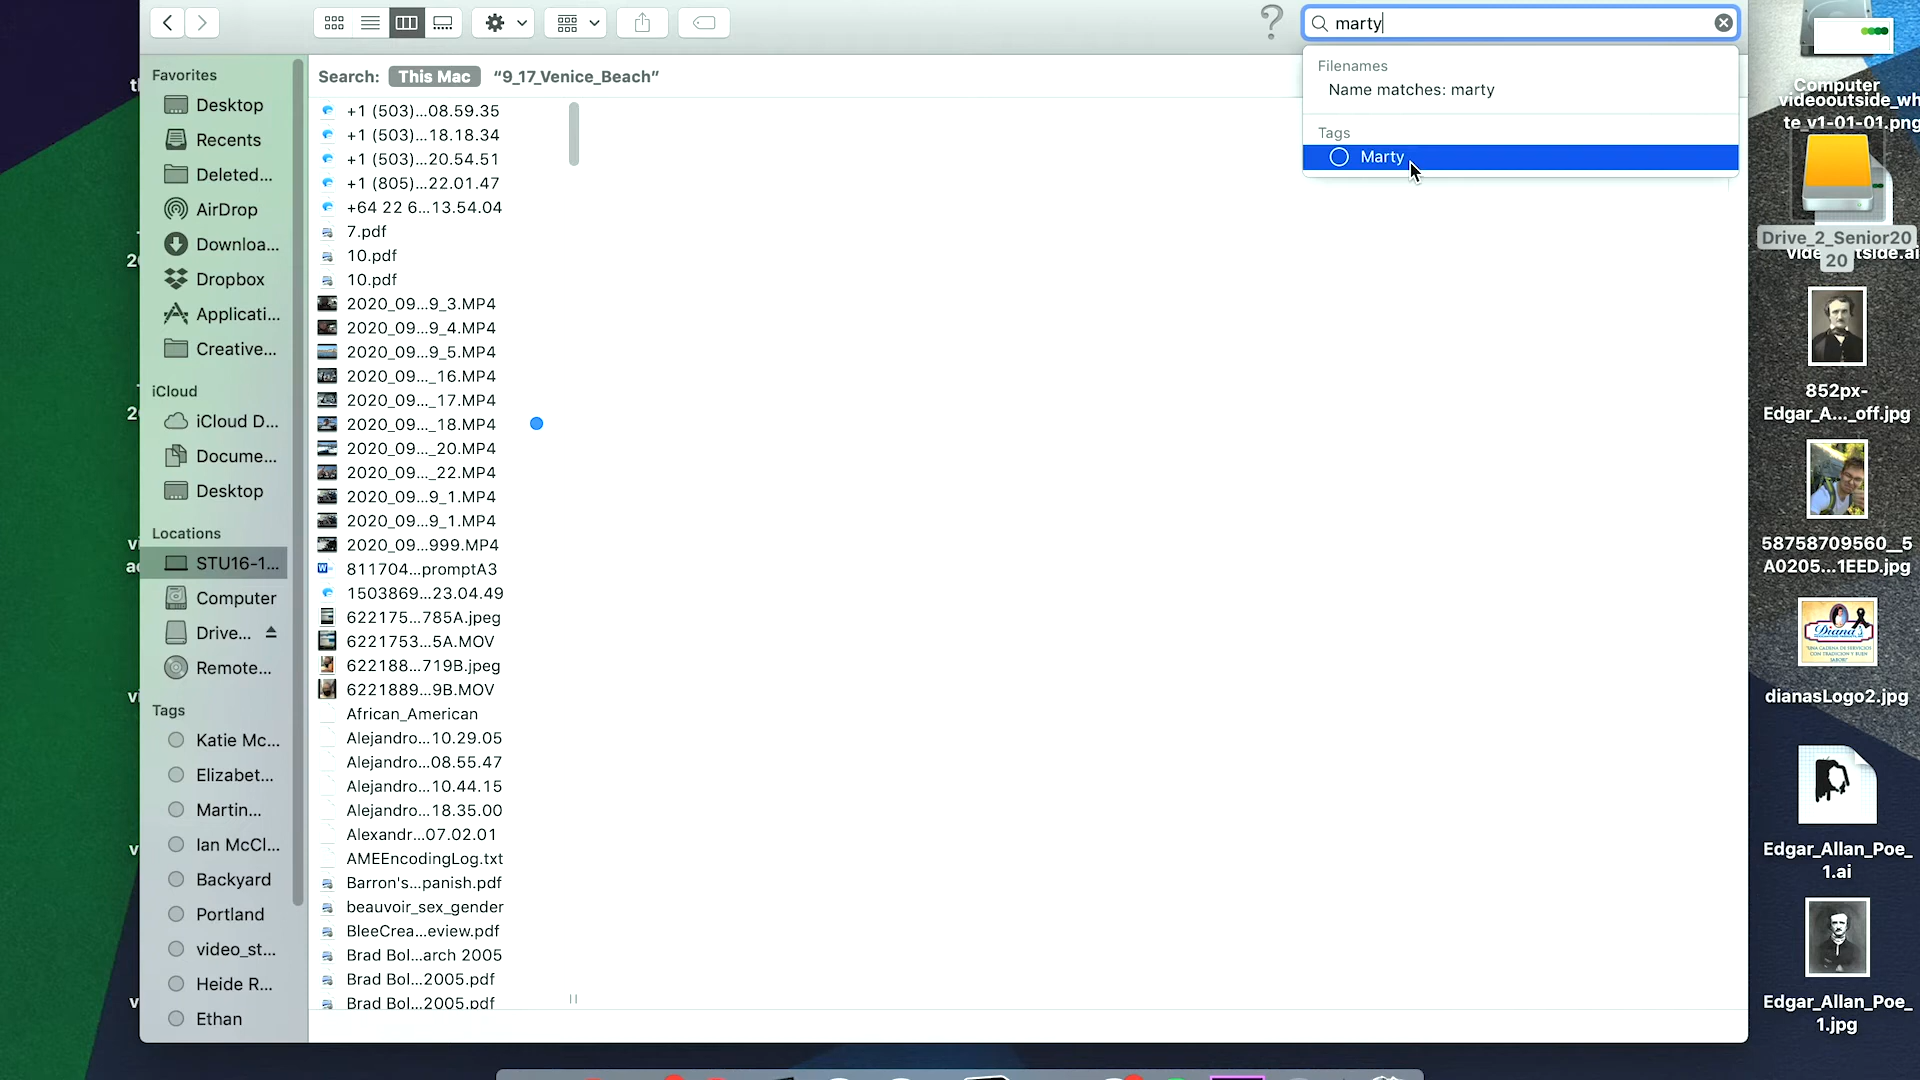 marty
Filenames
Name matches: marty
Tags
Marty
Search: This Mac “9_17_Venice_Beach”
Favorites
Desktop
Recents
Deleted...
AirDrop
Downloa...
Dropbox
Applicati...
Creative...
iCloud
iCloud D...
Docume...
Desktop
Locations
STU16-1...
Computer
Drive...
Remote...
Tags
Katie Mc...
Elizabet...
Martin...
Ian McCl...
Backyard
Portland
video_st...
Heide R...
Ethan
+1 (503)...08.59.35
+1 (503)...18.18.34
+1 (503)...20.54.51
+1 (805)...22.01.47
+64 22 6...13.54.04
7.pdf
10.pdf
10.pdf
2020_09...9_3.MP4
2020_09...9_4.MP4
2020_09...9_5.MP4
2020_09..._16.MP4
2020_09..._17.MP4
2020_09..._18.MP4
2020_09..._20.MP4
2020_09..._22.MP4
2020_09...9_1.MP4
2020_09...9_1.MP4
2020_09...999.MP4
811704...promptA3
1503869...23.04.49
622175...785A.jpeg
6221753...5A.MOV
622188...719B.jpeg
6221889...9B.MOV
African_American
Alejandro...10.29.05
Alejandro...08.55.47
Alejandro...10.44.15
Alejandro...18.35.00
Alexandr...07.02.01
AMEEncodingLog.txt
Barron's...panish.pdf
beauvoir_sex_gender
BleeCrea...eview.pdf
Brad Bol...arch 2005
Brad Bol...2005.pdf
Brad Bol...2005.pdf
Computer
videooutside_wh
te_v1-01-01.png
Drive_2_Senior20
20
852px-
Edgar_A..._off.jpg
58758709560__5
A0205...1EED.jpg
Diana's
dianasLogo2.jpg
Edgar_Allan_Poe_
1.ai
Edgar_Allan_Poe_
1.jpg